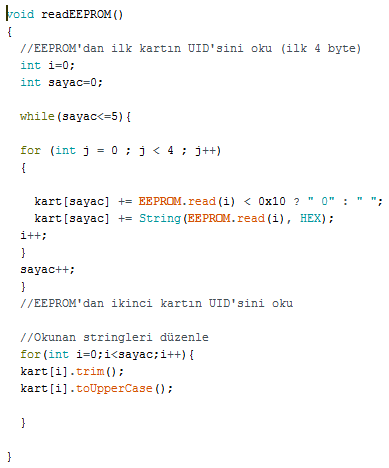 void readEEPROM()
{
//EEPROM'dan ilk kartın UID'sini oku (ilk 4 byte)
int i=0;
int sayac=0;
while(sayac<=5){
for (int j = 0 ; j < 4 ; j++)
{
kart[sayac] += EEPROM.read(i) < 0x10 ? " 0" : " ";
kart[sayac] += String(EEPROM.read(i), HEX);
i++;
}
sayac++;
}
//EEPROM'dan ikinci kartın UID'sini oku
//Okunan stringleri düzenle
for(int i=0;i<sayac;i++){
kart[i].trim();
kart[i].toUpperCase();
}
}